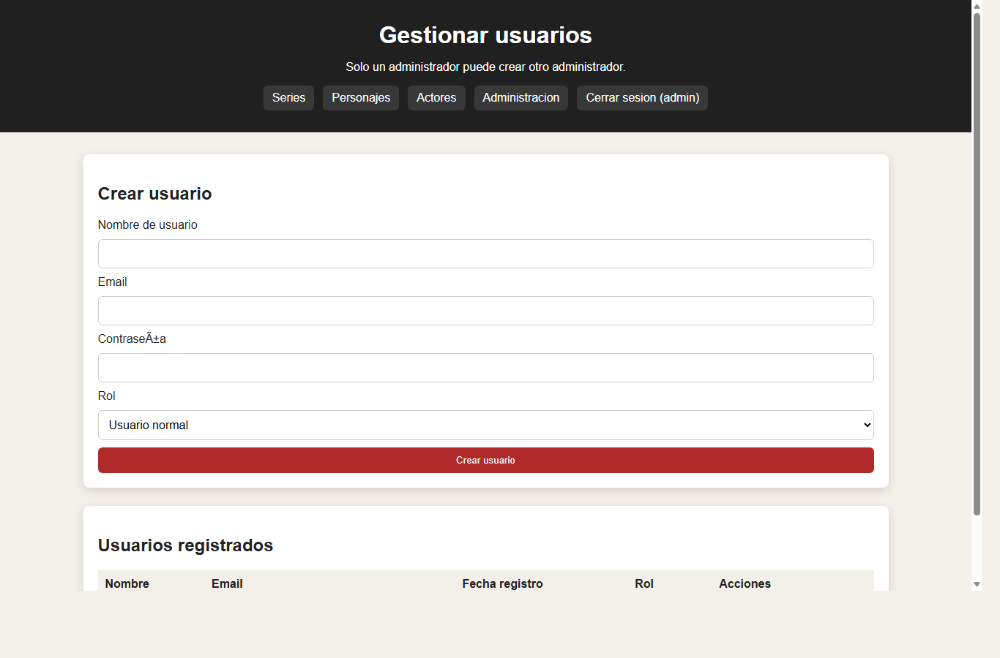 Gestionar usuarios
Solo un administrador puede crear otro administrador.
Series Personajes Actores Administracion Cerrar sesion (admin)
Crear usuario
Nombre de usuario
Email
ContraseÃ±a
Rol
Usuario normal
Crear usuario
Usuarios registrados
Nombre Email Fecha registro Rol Acciones